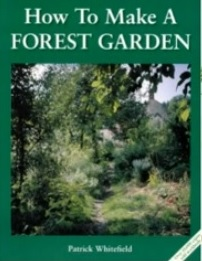 How To Make A
FOREST GARDEN
Patrick Whitefield